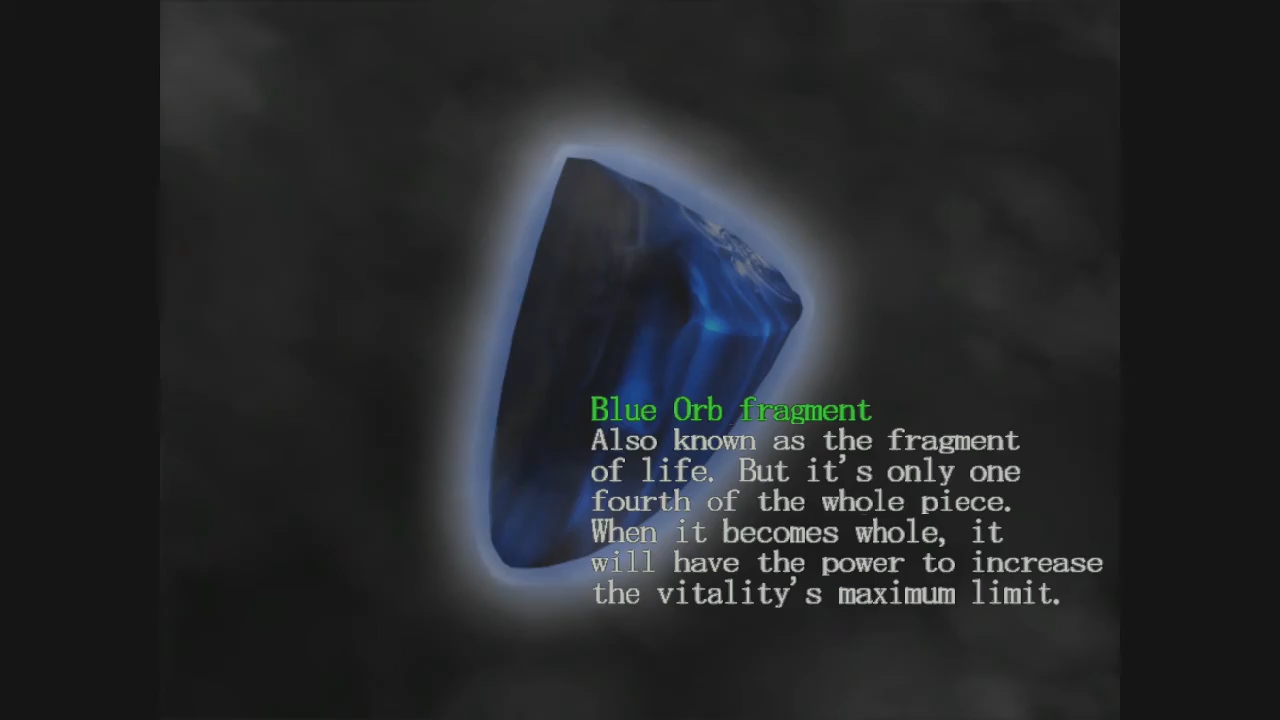 Blue Orb fragment
Also known as the fragment
of life. But it's only one
fourth of the whole piece.
When it becomes whole, it
will have the power to increase
the vitality's maximum limit.